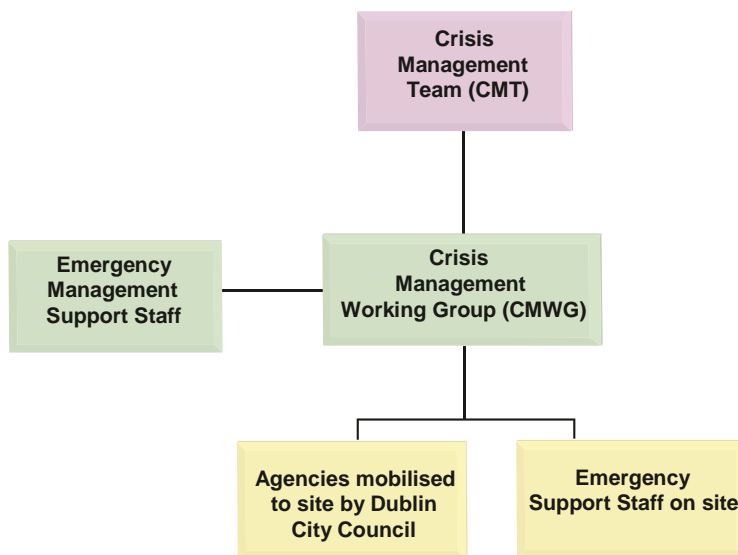 Crisis
Management
Team (CMT)
Emergency
Management
Support Staff
Crisis
Management
Working Group (CMWG)
Agencies mobilised
to site by Dublin
City Council
Emergency
Support Staff on site